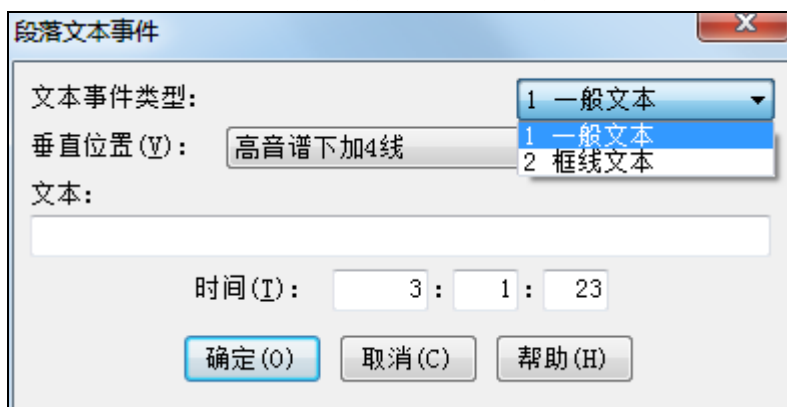 段落文本事件
文本事件类型: 1 一般文本
1 一般文本
垂直位置(V): 高音谱下加4线
2 框线文本
文本:
时间(T): 3 : 1 : 23
确定(O) 取消(C) 帮助(H)